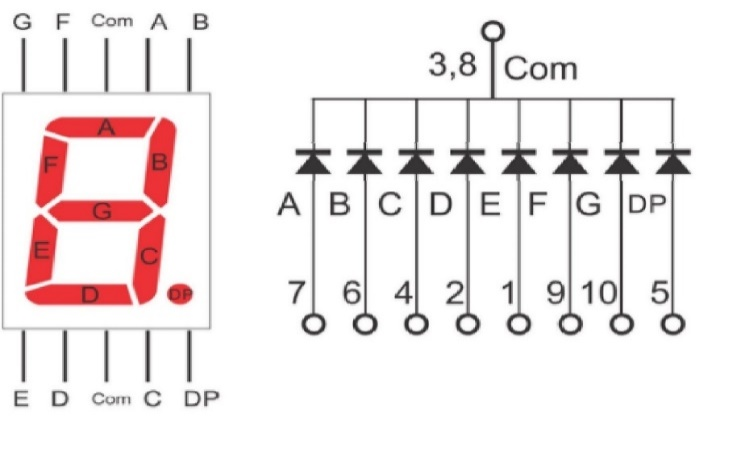 G F Com A B
A
F B
G
E C
D DP
E D Com C DP
3,8 Com
A B C D E F G DP
7 6 4 2 1 9 10 5